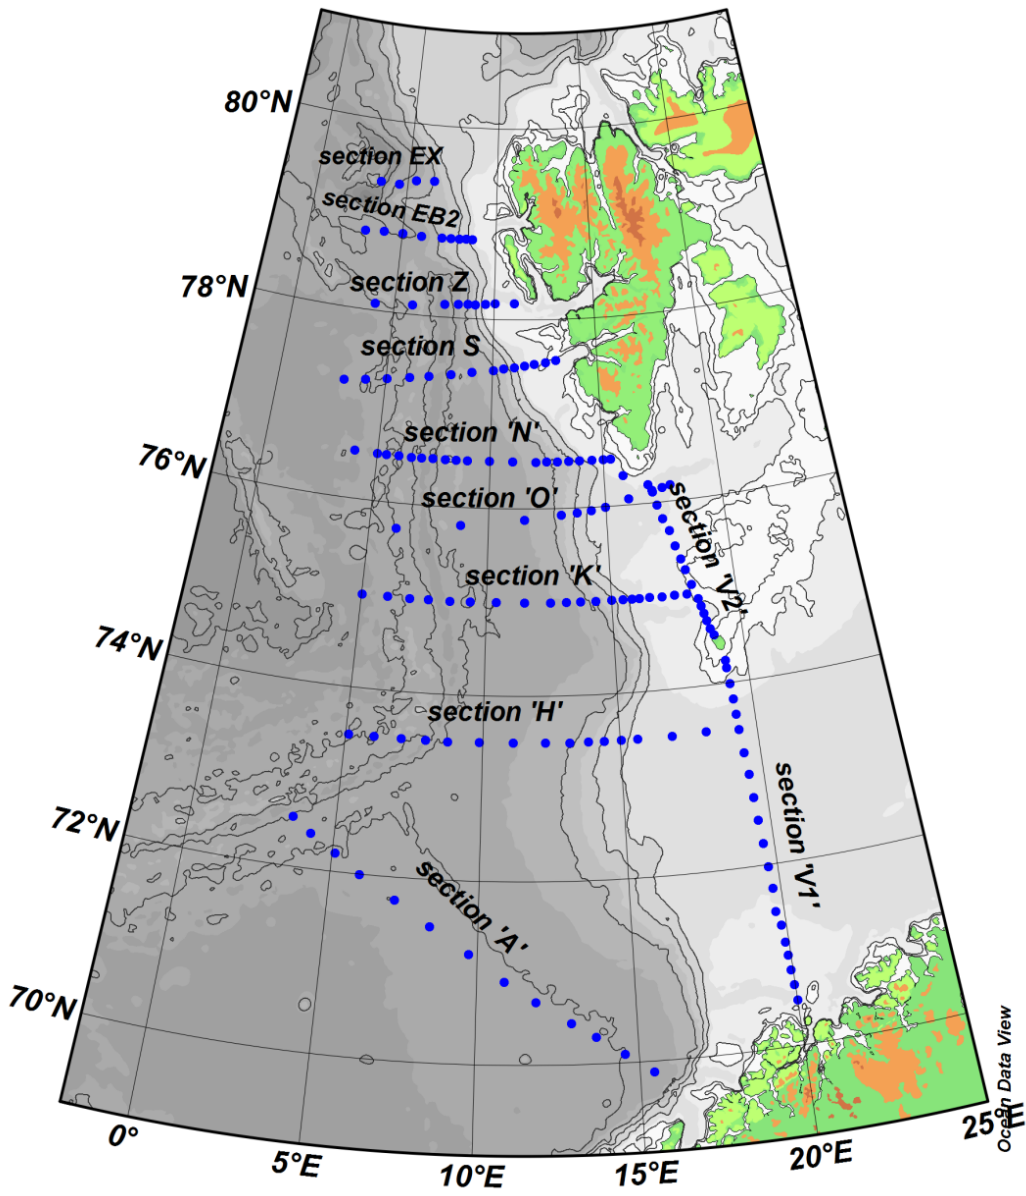 80°N
section EX
section EB2
78°N
section Z
section S
76°N
section 'N'
section 'O'
section 'V2'
section 'K'
74°N
section 'H'
72°N
section 'V1'
section 'A'
70°N
0°
5°E
10°E
15°E
20°E
25°E
Ocean Data View